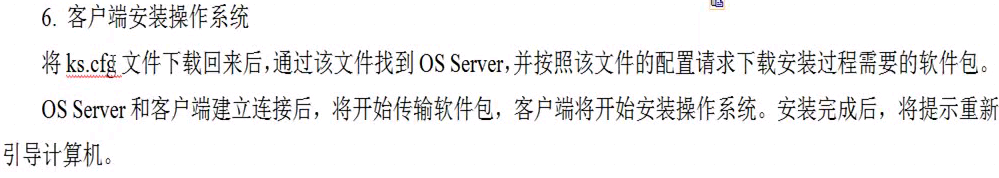 6. 客户端安装操作系统
将 ks.cfg 文件下载回来后,通过该文件找到 OS Server,并按照该文件的配置请求下载安装过程需要的软件包。
OS Server 和客户端建立连接后，将开始传输软件包，客户端将开始安装操作系统。安装完成后，将提示重新
引导计算机。